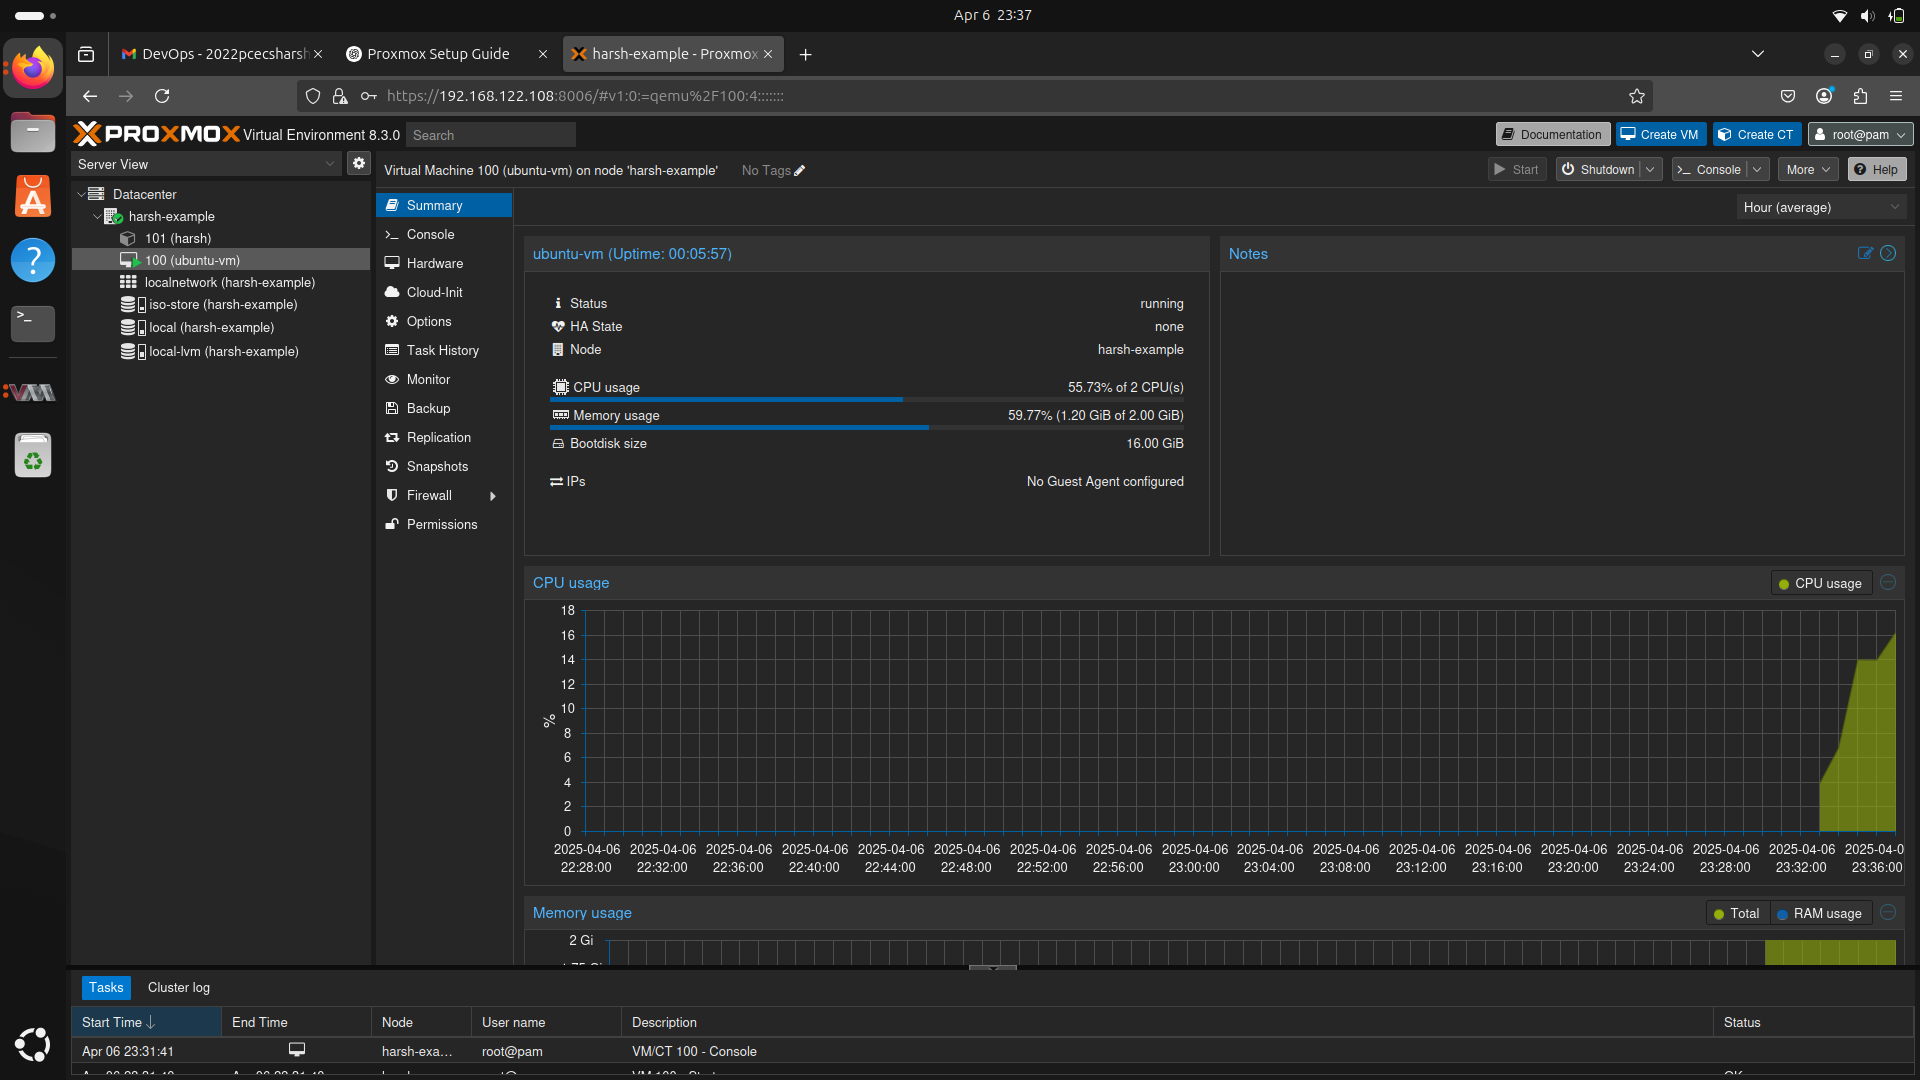 Apr 6 23:37
DevOps - 2022pcecsharsh
Proxmox Setup Guide
harsh-example - Proxmox
https://192.168.122.108:8006/#v1:0:=qemu%2F100:4:::::::
PROXMOX Virtual Environment 8.3.0
Search
Documentation
Create VM
Create CT
root@pam
Server View
Virtual Machine 100 (ubuntu-vm) on node 'harsh-example'
No Tags
Start
Shutdown
Console
More
Help
Datacenter
harsh-example
101 (harsh)
100 (ubuntu-vm)
localnetwork (harsh-example)
iso-store (harsh-example)
local (harsh-example)
local-lvm (harsh-example)
Summary
Console
Hardware
Cloud-Init
Options
Task History
Monitor
Backup
Replication
Snapshots
Firewall
Permissions
Hour (average)
ubuntu-vm (Uptime: 00:05:57)
Status running
HA State none
Node harsh-example
CPU usage 55.73% of 2 CPU(s)
Memory usage 59.77% (1.20 GiB of 2.00 GiB)
Bootdisk size 16.00 GiB
IPs No Guest Agent configured
Notes
CPU usage
CPU usage
18
16
14
12
10
8
6
4
2
0
%
2025-04-06 2025-04-06 2025-04-06 2025-04-06 2025-04-06 2025-04-06 2025-04-06 2025-04-06 2025-04-06 2025-04-06 2025-04-06 2025-04-06 2025-04-06 2025-04-06 2025-04-06 2025-04-06 2025-04-06 2025-04-0
22:28:00 22:32:00 22:36:00 22:40:00 22:44:00 22:48:00 22:52:00 22:56:00 23:00:00 23:04:00 23:08:00 23:12:00 23:16:00 23:20:00 23:24:00 23:28:00 23:32:00 23:36:00
Memory usage
Total
RAM usage
2 Gi
Tasks
Cluster log
Start Time End Time Node User name Description Status
Apr 06 23:31:41 harsh-exa… root@pam VM/CT 100 - Console